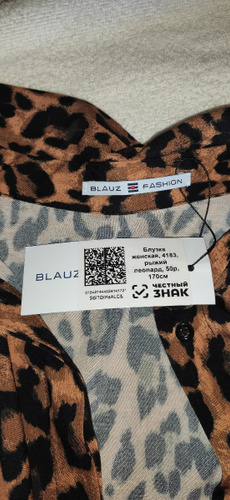 BLAUZ FASHION
BLAUZ
Блузка
женская, 4183,
рыжий
леопард, 50р,
170см
ЧЕСТНЫЙ
ЗНАК